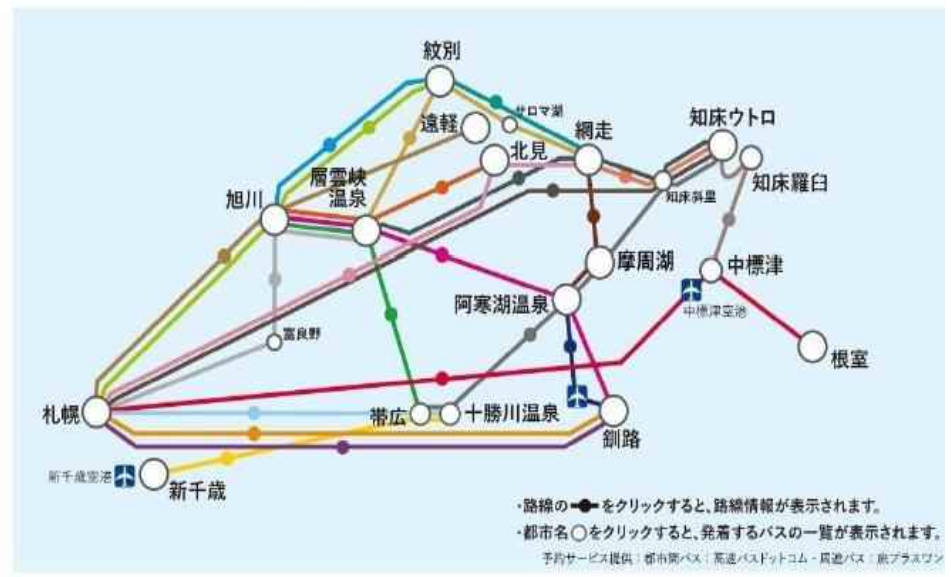 紋別
サロマ湖
遠軽
網走
知床ウトロ
北見
層雲峡
温泉
知床羅臼
旭川
知床斜里
摩周湖
中標津
阿寒湖温泉
中標津空港
富良野
根室
札幌
帯広
十勝川温泉
釧路
新千歳空港
新千歳
・路線の をクリックすると、路線情報が表示されます。
・都市名○をクリックすると、発着するバスの一覧が表示されます。
予約サービス提供:都市間バス:高速バスドットコム・周遊バス:旅プラスワン